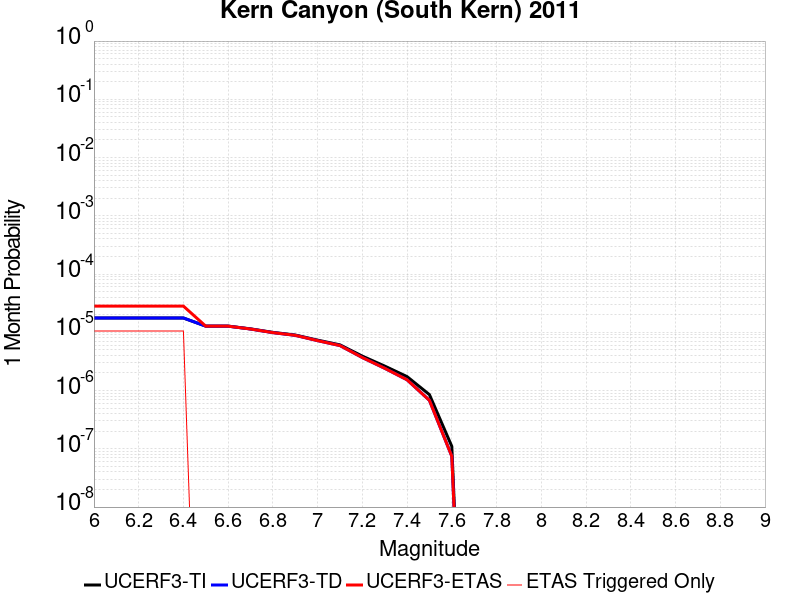 Kern Canyon (South Kern) 2011
10^0
10^-1
10^-2
10^-3
10^-4
10^-5
10^-6
10^-7
10^-8
1 Month Probability
6 6.2 6.4 6.6 6.8 7 7.2 7.4 7.6 7.8 8 8.2 8.4 8.6 8.8 9
Magnitude
UCERF3-TI UCERF3-TD UCERF3-ETAS ETAS Triggered Only